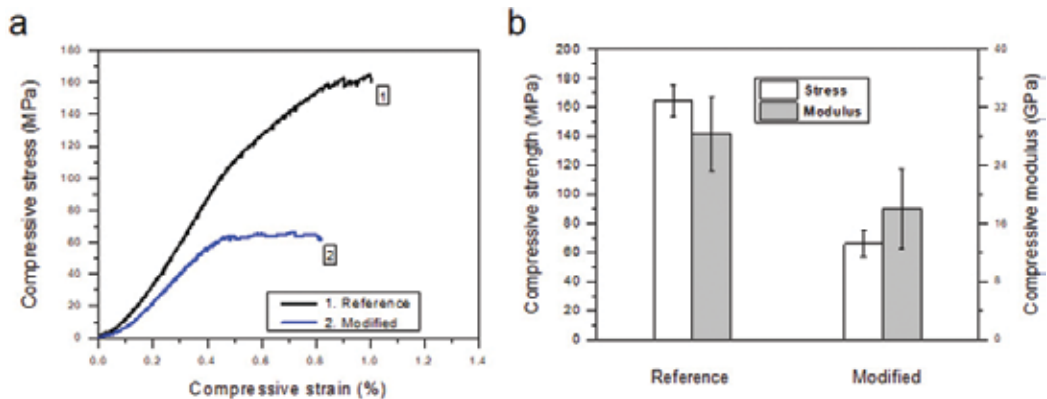 a
Compressive stress (MPa)
180
160
140
120
100
80
60
40
20
0
0.0 0.2 0.4 0.6 0.8 1.0 1.2 1.4
Compressive strain (%)
1
2
1. Reference
2. Modified
b
Compressive strength (MPa)
200
180
160
140
120
100
80
60
40
20
0
Stress
Modulus
40
32
24
16
8
0
Compressive modulus (GPa)
Reference Modified